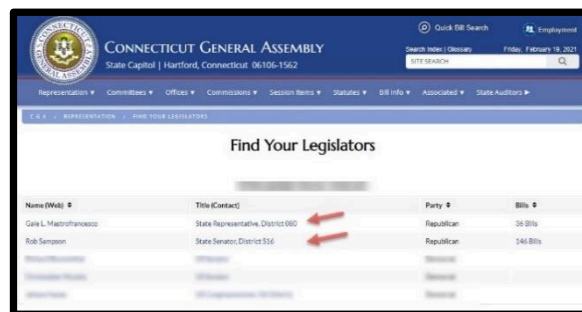 Quick Bill Search
Employment
CONNECTICUT GENERAL ASSEMBLY
State Capitol | Hartford, Connecticut 06106-1562
Search Index | Glossary
Friday, February 19, 2021
SITE SEARCH
Representation ▾ Committees ▾ Offices ▾ Commissions ▾ Session Items ▾ Statutes ▾ Bill Info ▾ Associated ▾ State Auditors ►
C G A / REPRESENTATION / FIND YOUR LEGISLATORS
Find Your Legislators
Name (Web) Title (Contact) Party Bills
Gale L. Mastrofrancesco State Representative, District 080 Republican 36 Bills
Rob Sampson State Senator, District S16 Republican 146 Bills